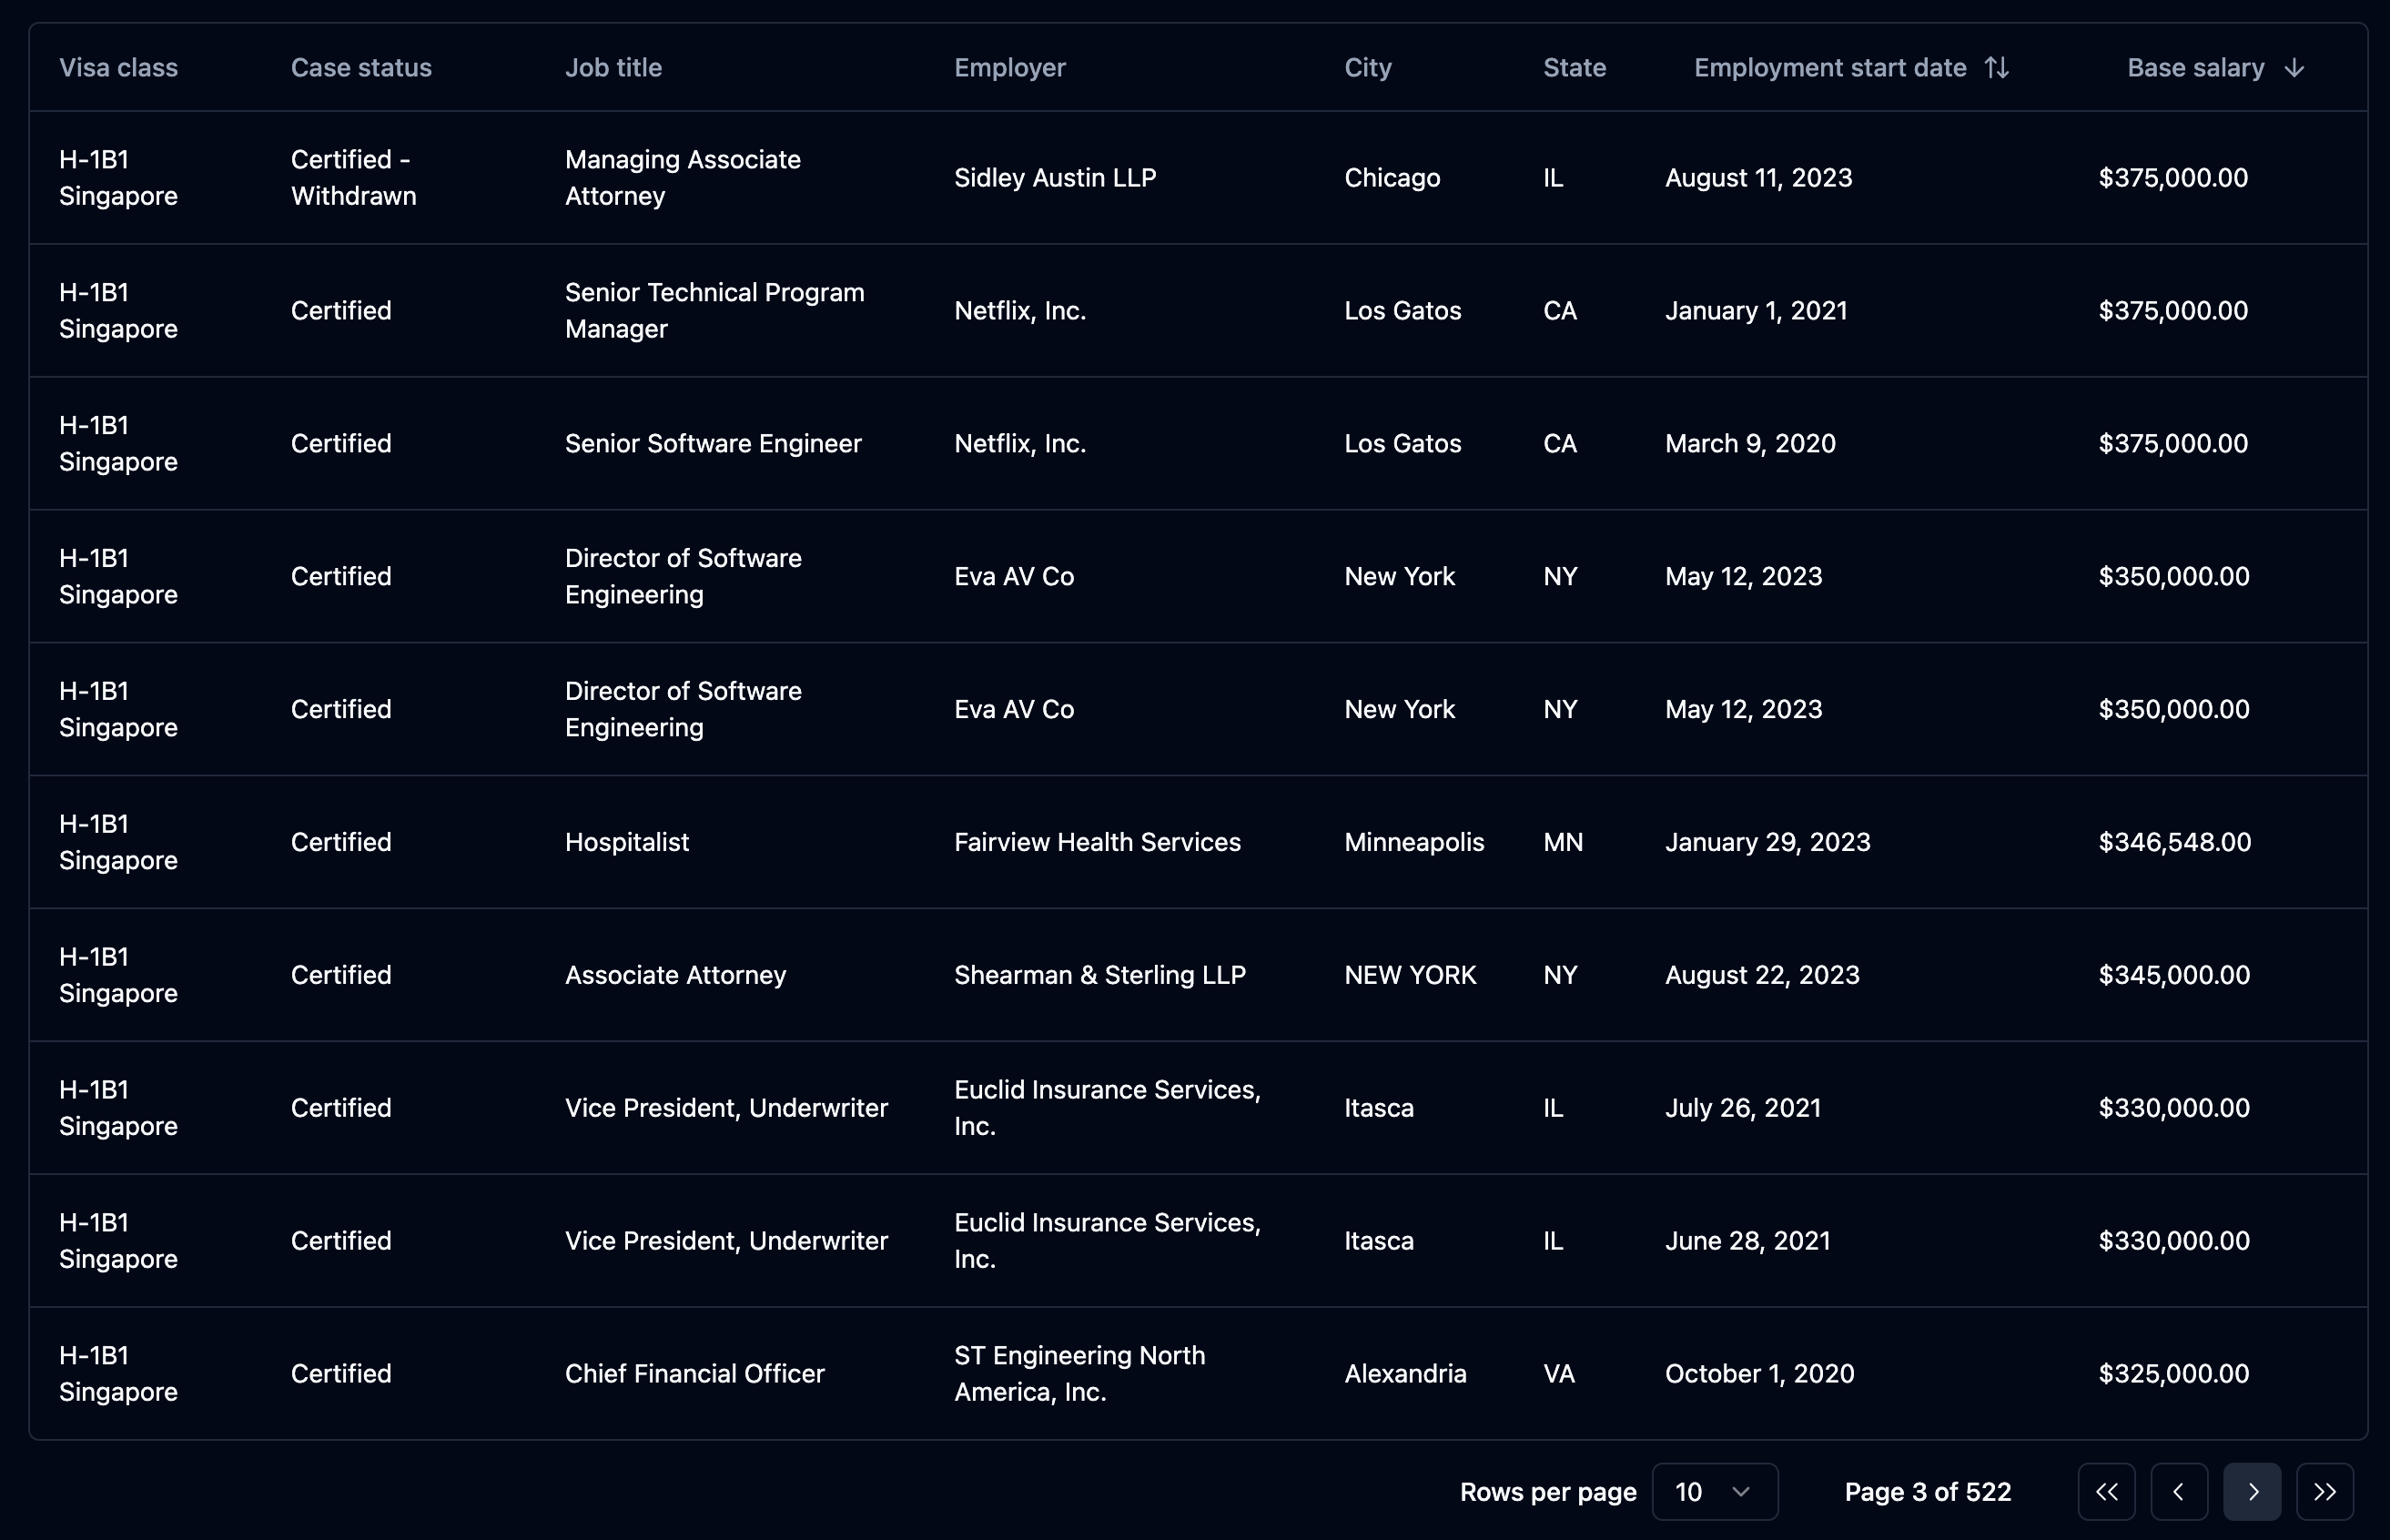 Visa class Case status Job title Employer City State Employment start date Base salary
H-1B1 Singapore Certified - Withdrawn Managing Associate Attorney Sidley Austin LLP Chicago IL August 11, 2023 $375,000.00
H-1B1 Singapore Certified Senior Technical Program Manager Netflix, Inc. Los Gatos CA January 1, 2021 $375,000.00
H-1B1 Singapore Certified Senior Software Engineer Netflix, Inc. Los Gatos CA March 9, 2020 $375,000.00
H-1B1 Singapore Certified Director of Software Engineering Eva AV Co New York NY May 12, 2023 $350,000.00
H-1B1 Singapore Certified Director of Software Engineering Eva AV Co New York NY May 12, 2023 $350,000.00
H-1B1 Singapore Certified Hospitalist Fairview Health Services Minneapolis MN January 29, 2023 $346,548.00
H-1B1 Singapore Certified Associate Attorney Shearman & Sterling LLP NEW YORK NY August 22, 2023 $345,000.00
H-1B1 Singapore Certified Vice President, Underwriter Euclid Insurance Services, Inc. Itasca IL July 26, 2021 $330,000.00
H-1B1 Singapore Certified Vice President, Underwriter Euclid Insurance Services, Inc. Itasca IL June 28, 2021 $330,000.00
H-1B1 Singapore Certified Chief Financial Officer ST Engineering North America, Inc. Alexandria VA October 1, 2020 $325,000.00
Rows per page 10 Page 3 of 522